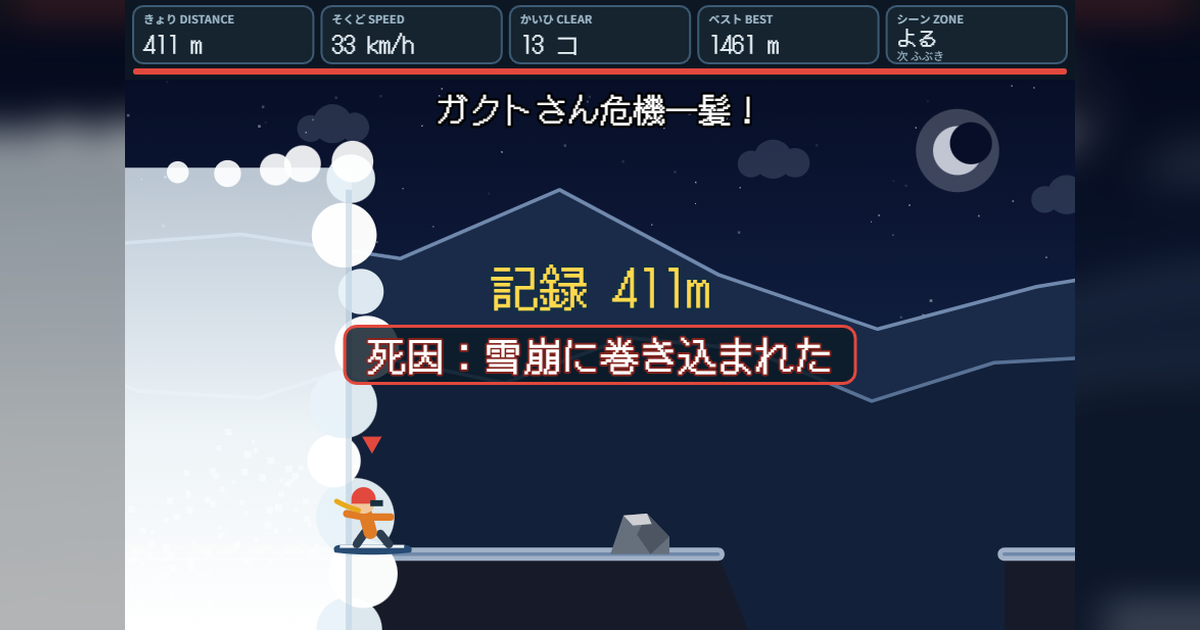 きょり DISTANCE
411 m
そくど SPEED
33 km/h
かいひ CLEAR
13 コ
ベスト BEST
1461 m
シーン ZONE
よる
次 ふぶき
ガクトさん危機一髪！
記録 411m
死因：雪崩に巻き込まれた